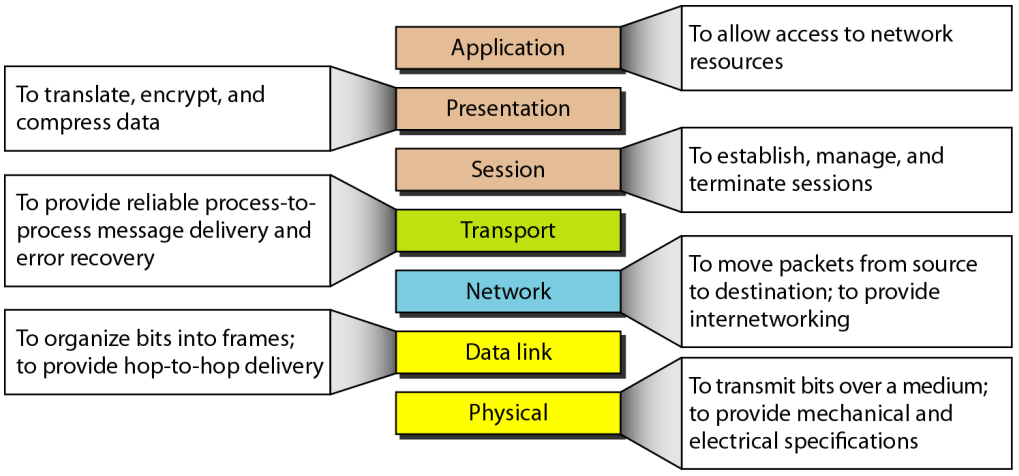 Application
To allow access to network
resources
To translate, encrypt, and
compress data
Presentation
Session
To establish, manage, and
terminate sessions
To provide reliable process-to-
process message delivery and
error recovery
Transport
Network
To move packets from source
to destination; to provide
internetworking
To organize bits into frames;
to provide hop-to-hop delivery
Data link
Physical
To transmit bits over a medium;
to provide mechanical and
electrical specifications